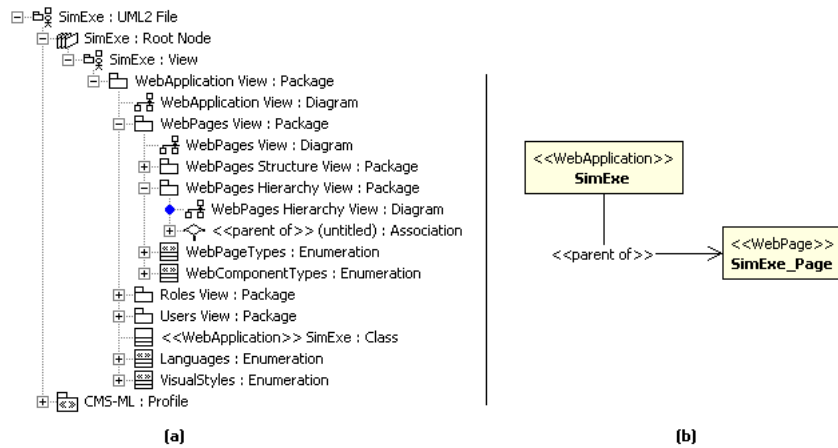 SimExe : UML2 File
SimExe : Root Node
SimExe : View
WebApplication View : Package
WebApplication View : Diagram
WebPages View : Package
WebPages View : Diagram
WebPages Structure View : Package
WebPages Hierarchy View : Package
WebPages Hierarchy View : Diagram
<<parent of>> (untitled) : Association
WebPageTypes : Enumeration
WebComponentTypes : Enumeration
Roles View : Package
Users View : Package
<<WebApplication>> SimExe : Class
Languages : Enumeration
VisualStyles : Enumeration
CMS-ML : Profile
(a)
<<WebApplication>>
SimExe
<<parent of>>
<<WebPage>>
SimExe_Page
(b)